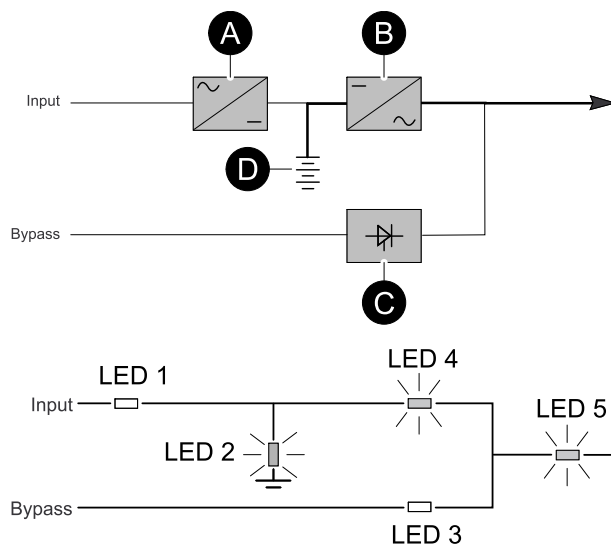 A
B
Input
D
Bypass
C
LED 4
LED 1
LED 5
Input
LED 2
Bypass
LED 3